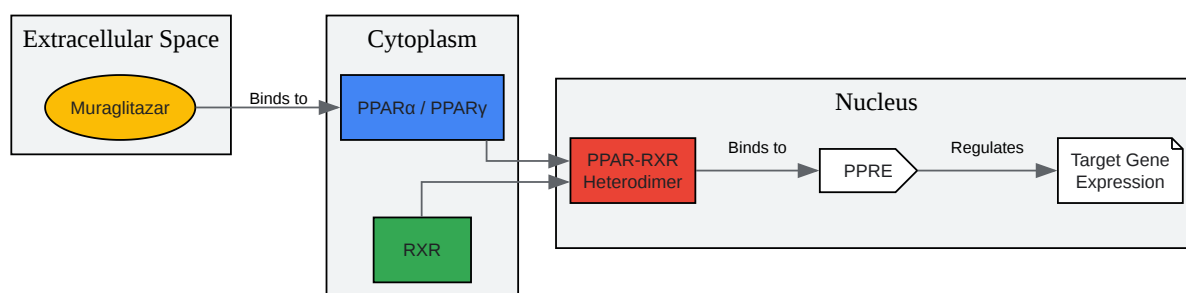 Extracellular Space
Muraglitazar
Binds to
Cytoplasm
PPARα / PPARγ
RXR
Nucleus
PPAR-RXR
Heterodimer
Binds to
PPRE
Regulates
Target Gene
Expression